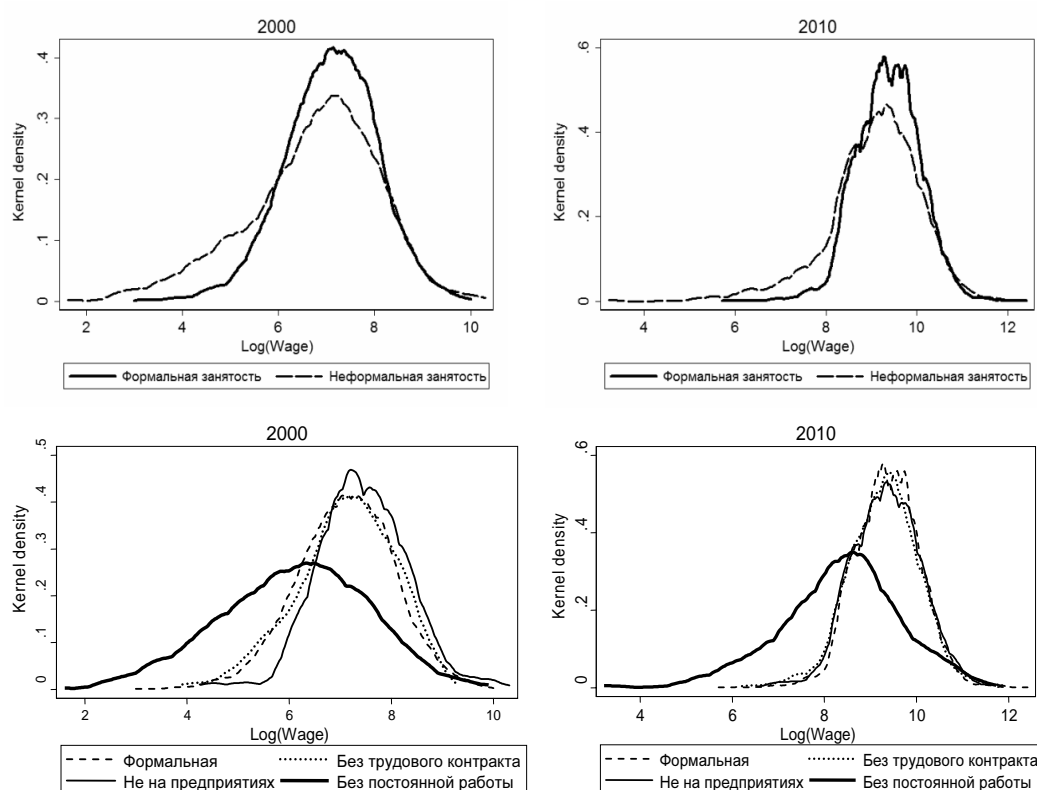 2000
Kernel density
0 .1 .2 .3 .4
2 4 6 8 10
Log(Wage)
Формальная занятость Неформальная занятость
2010
Kernel density
0 .2 .4 .6
4 6 8 10 12
Log(Wage)
Формальная занятость Неформальная занятость
2000
Kernel density
0 .1 .2 .3 .4 .5
2 4 6 8 10
Log(Wage)
Формальная Без трудового контракта
Не на предприятиях Без постоянной работы
2010
Kernel density
0 .2 .4 .6
4 6 8 10 12
Log(Wage)
Формальная Без трудового контракта
Не на предприятиях Без постоянной работы